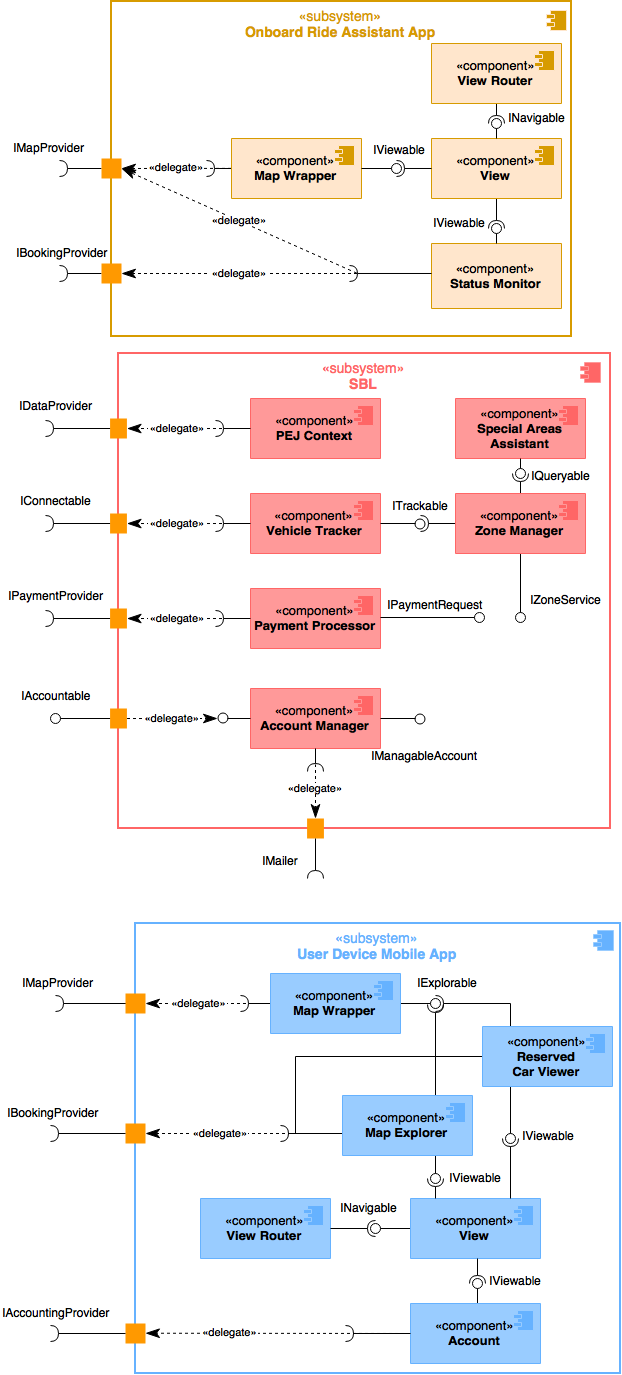 «subsystem»
Onboard Ride Assistant App
«component»
View Router
INavigable
IMapProvider
«delegate»
«component»
Map Wrapper
IViewable
«component»
View
«delegate»
IViewable
IBookingProvider
«delegate»
«component»
Status Monitor
«subsystem»
SBL
IDataProvider
«delegate»
«component»
PEJ Context
«component»
Special Areas
Assistant
IQueryable
IConnectable
«delegate»
«component»
Vehicle Tracker
ITrackable
«component»
Zone Manager
IPaymentProvider
«delegate»
«component»
Payment Processor
IPaymentRequest
IZoneService
IAccountable
«delegate»
«component»
Account Manager
IManagableAccount
«delegate»
IMailer
«subsystem»
User Device Mobile App
IMapProvider
«delegate»
«component»
Map Wrapper
IExplorable
«component»
Reserved
Car Viewer
IBookingProvider
«delegate»
«component»
Map Explorer
IViewable
IViewable
«component»
View Router
INavigable
«component»
View
IViewable
IAccountingProvider
«delegate»
«component»
Account